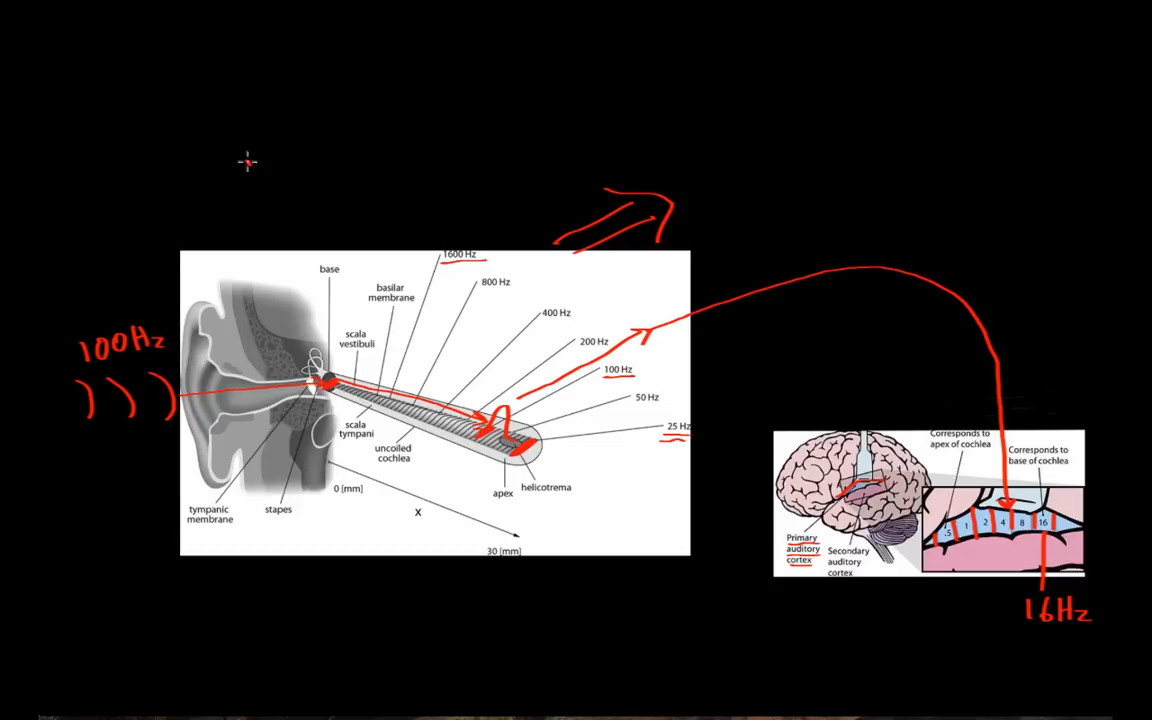 1600 Hz
base
800 Hz
basilar
membrane
400 Hz
scala
vestibuli
100Hz
200 Hz
100 Hz
50 Hz
25 Hz
scala
tympani
uncoiled
cochlea
helicotrema
apex
0 [mm]
tympanic
membrane
stapes
x
30 [mm]
Corresponds to
apex of cochlea
Corresponds to
base of cochlea
.5
1
2
4
8
16
Primary
auditory
cortex
Secondary
auditory
cortex
16Hz